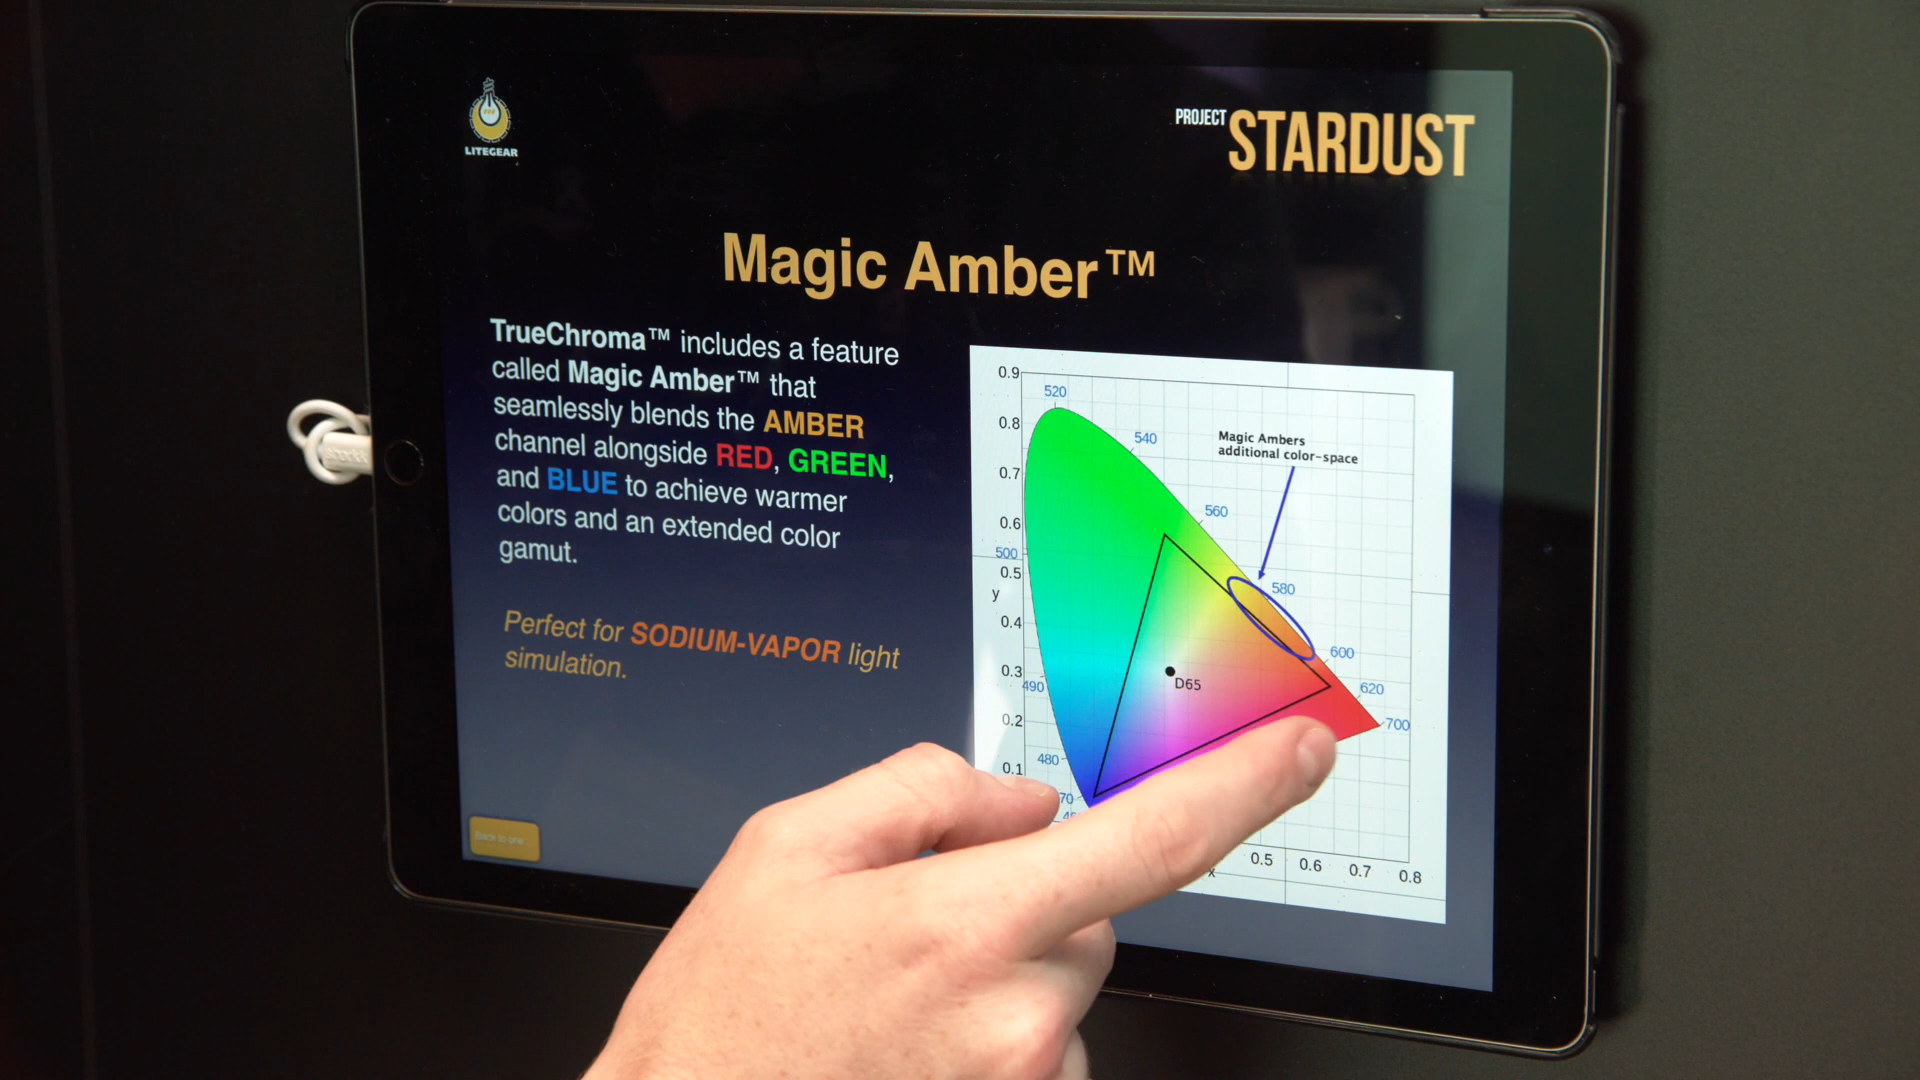 LITEGEAR
PROJECT STARDUST
Magic Amber™
TrueChroma™ includes a feature
called Magic Amber™ that
seamlessly blends the AMBER
channel alongside RED, GREEN,
and BLUE to achieve warmer
colors and an extended color
gamut.
Perfect for SODIUM-VAPOR light
simulation.
Back to one...
Magic Ambers
additional color-space
0.9
0.8
0.7
0.6
0.5
y
0.4
0.3
0.2
0.1
520
540
560
580
600
620
700
500
490
480
D65
x
0.5 0.6 0.7 0.8